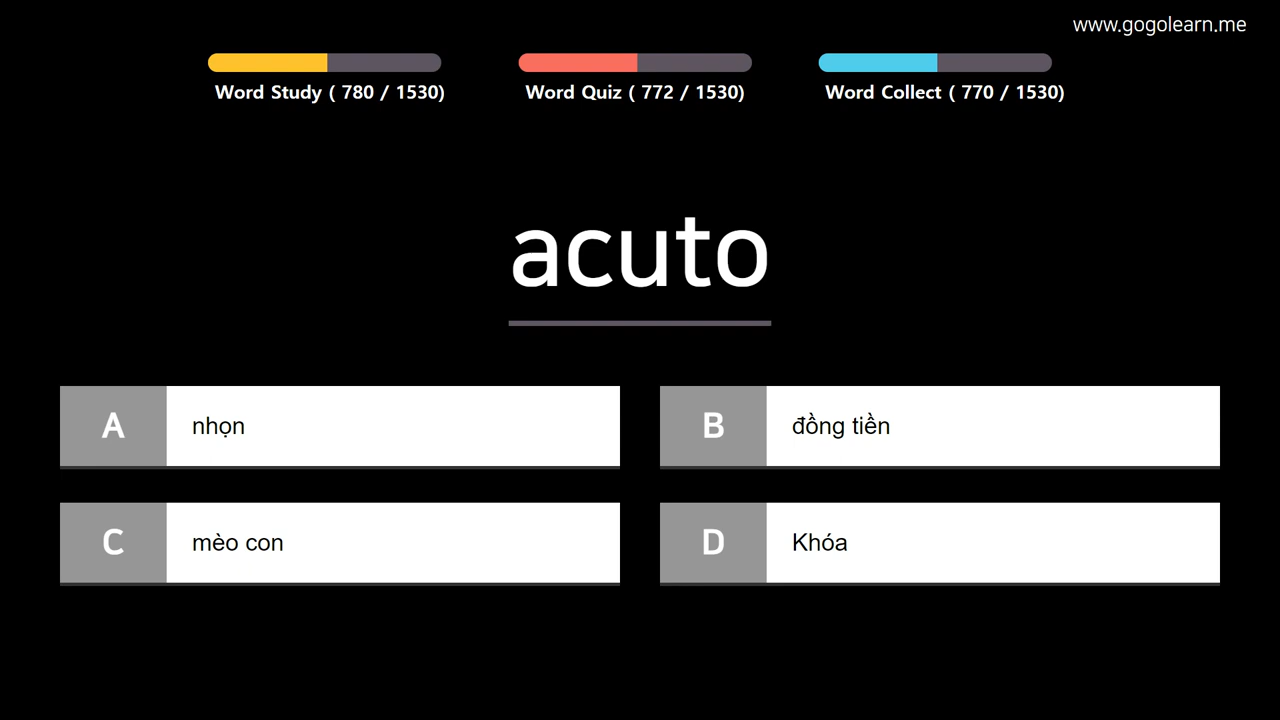 www.gogolearn.me
Word Study ( 780 / 1530)
Word Quiz ( 772 / 1530)
Word Collect ( 770 / 1530)
acuto
A nhọn
B đồng tiền
C mèo con
D Khóa